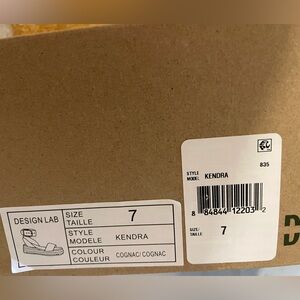 DESIGN LAB
SIZE
TAILLE
7
STYLE
MODELE
KENDRA
COLOUR
COULEUR
COGNAC/ COGNAC
835
STYLE
MODEL
KENDRA
8 84844 12203 2
SIZE-
TAILLE
7